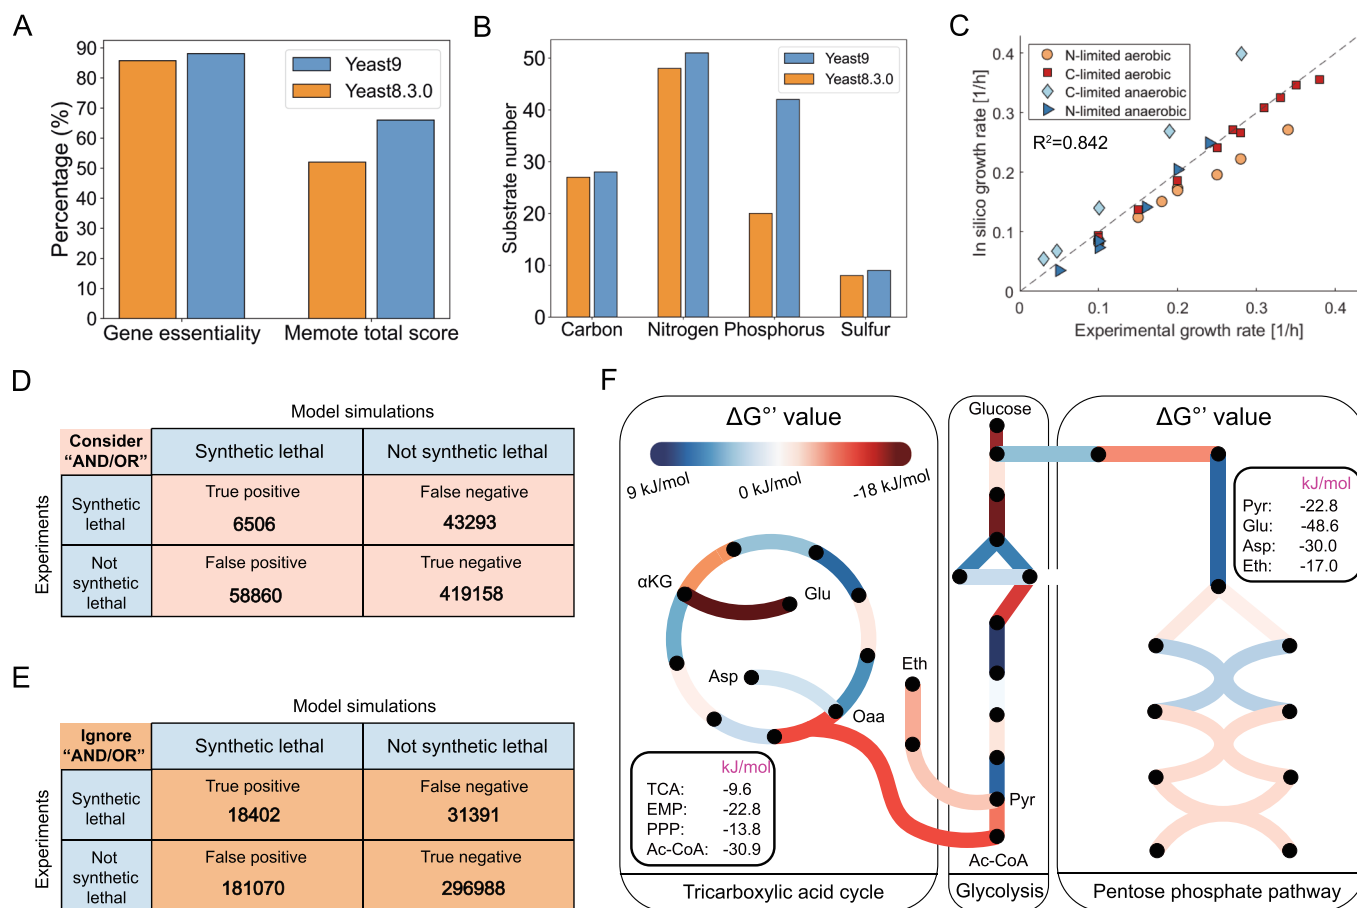 A
Percentage (%)
90
80
70
60
50
40
30
20
10
0
Yeast9
Yeast8.3.0
Gene essentiality
Memote total score
B
Substrate number
50
40
30
20
10
0
Yeast9
Yeast8.3.0
Carbon
Nitrogen
Phosphorus
Sulfur
C
In silico growth rate [1/h]
0.4
0.3
0.2
0.1
0
N-limited aerobic
C-limited aerobic
C-limited anaerobic
N-limited anaerobic
R²=0.842
0
0.1
0.2
0.3
0.4
Experimental growth rate [1/h]
D
Model simulations
Consider
“AND/OR”
Synthetic lethal
Not synthetic lethal
Experiments
Synthetic
lethal
True positive
6506
False negative
43293
Not
synthetic
lethal
False positive
58860
True negative
419158
E
Model simulations
Ignore
“AND/OR”
Synthetic lethal
Not synthetic lethal
Experiments
Synthetic
lethal
True positive
18402
False negative
31391
Not
synthetic
lethal
False positive
181070
True negative
296988
F
ΔG°’ value
9 kJ/mol
0 kJ/mol
-18 kJ/mol
αKG
Glu
Asp
Oaa
Eth
kJ/mol
TCA: -9.6
EMP: -22.8
PPP: -13.8
Ac-CoA: -30.9
Tricarboxylic acid cycle
Glucose
Pyr
Ac-CoA
Glycolysis
ΔG°’ value
kJ/mol
Pyr: -22.8
Glu: -48.6
Asp: -30.0
Eth: -17.0
Pentose phosphate pathway